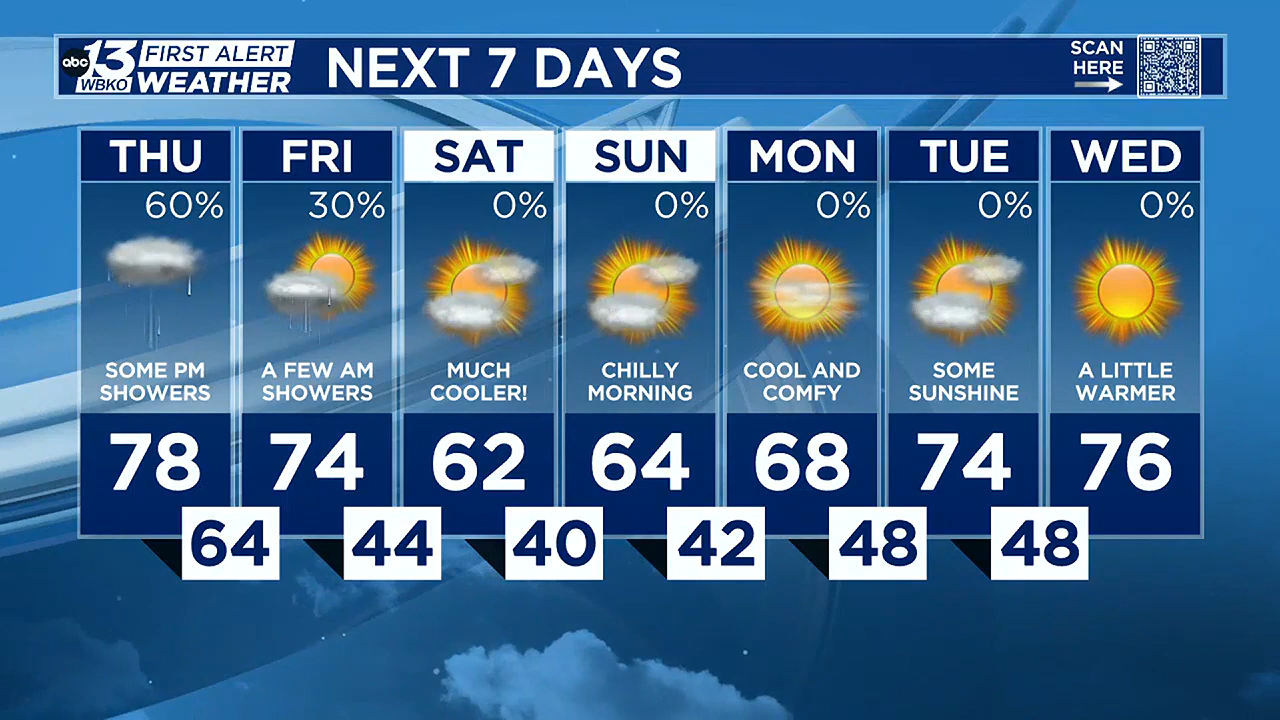 abc 13 WBKO FIRST ALERT WEATHER
NEXT 7 DAYS
SCAN
HERE
THU
60%
SOME PM
SHOWERS
78
64
FRI
30%
A FEW AM
SHOWERS
74
44
SAT
0%
MUCH
COOLER!
62
40
SUN
0%
CHILLY
MORNING
64
42
MON
0%
COOL AND
COMFY
68
48
TUE
0%
SOME
SUNSHINE
74
48
WED
0%
A LITTLE
WARMER
76